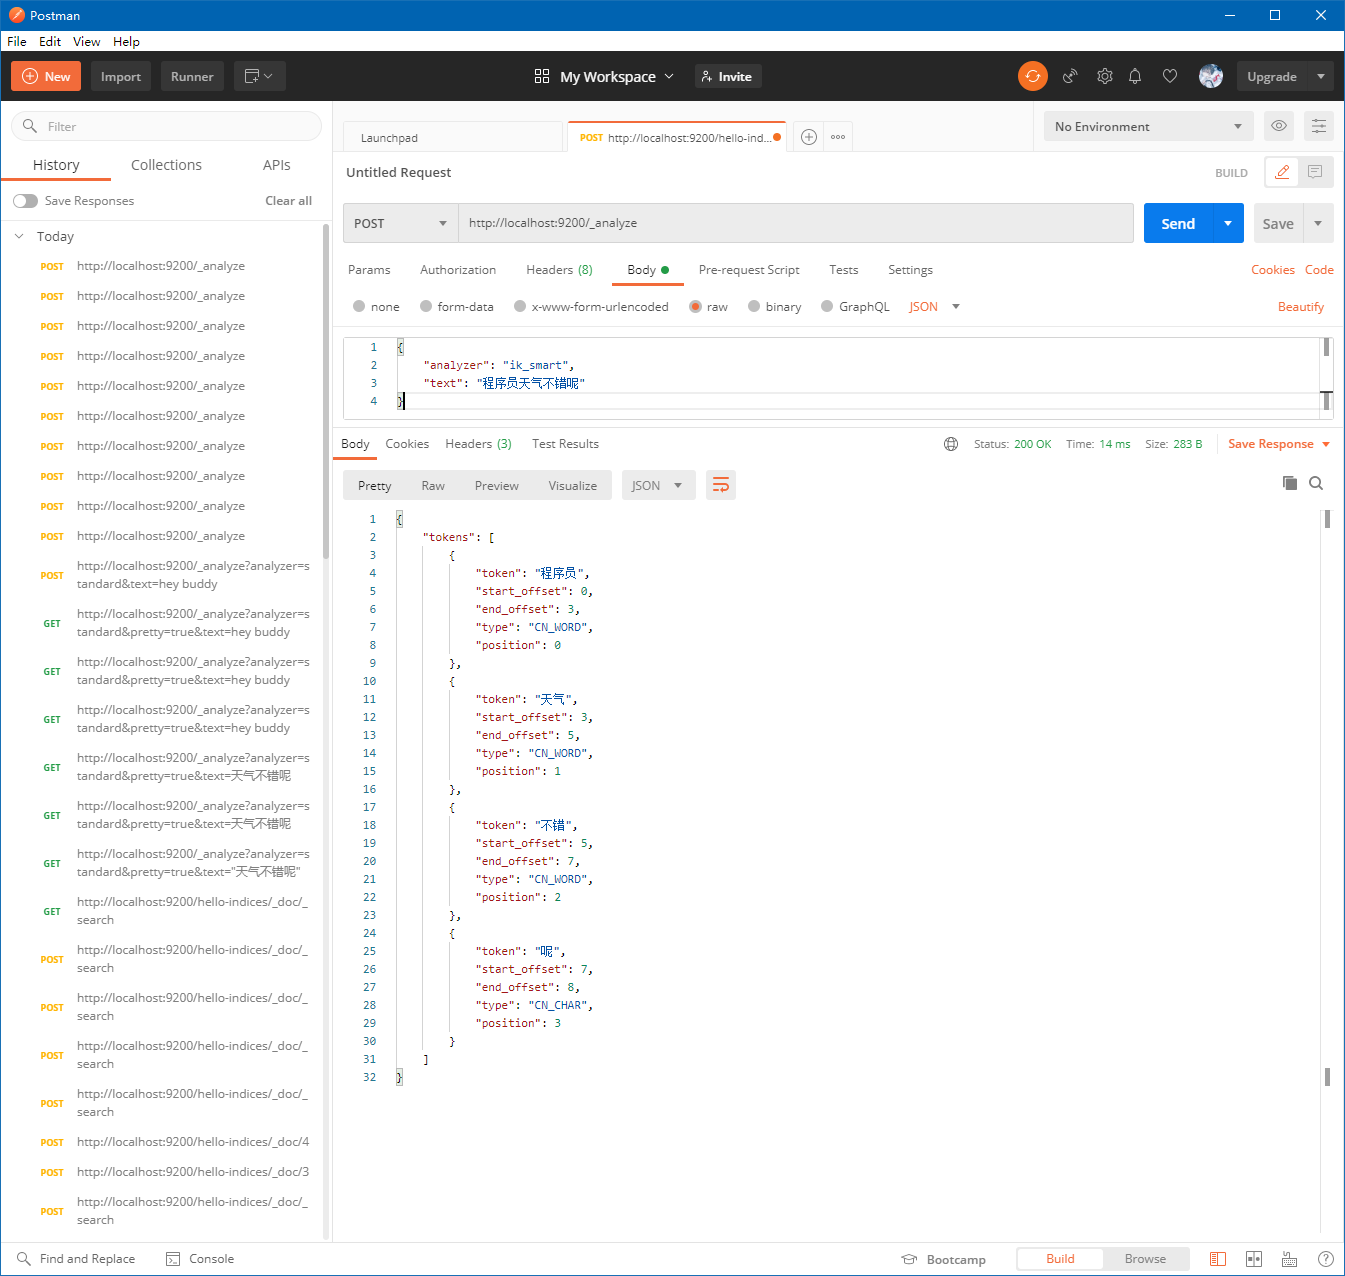 Postman
File Edit View Help
New Import Runner My Workspace Invite Upgrade
Filter
History Collections APIs
Save Responses Clear all
Today
POST http://localhost:9200/_analyze
POST http://localhost:9200/_analyze
POST http://localhost:9200/_analyze
POST http://localhost:9200/_analyze
POST http://localhost:9200/_analyze
POST http://localhost:9200/_analyze
POST http://localhost:9200/_analyze
POST http://localhost:9200/_analyze
POST http://localhost:9200/_analyze
POST http://localhost:9200/_analyze
POST http://localhost:9200/_analyze?analyzer=s
tandard&text=hey buddy
GET http://localhost:9200/_analyze?analyzer=s
tandard&pretty=true&text=hey buddy
GET http://localhost:9200/_analyze?analyzer=s
tandard&pretty=true&text=hey buddy
GET http://localhost:9200/_analyze?analyzer=s
tandard&pretty=true&text=hey buddy
GET http://localhost:9200/_analyze?analyzer=s
tandard&pretty=true&text=天气不错呢
GET http://localhost:9200/_analyze?analyzer=s
tandard&pretty=true&text=天气不错呢
GET http://localhost:9200/_analyze?analyzer=s
tandard&pretty=true&text="天气不错呢"
GET http://localhost:9200/hello-indices/_doc/_
search
POST http://localhost:9200/hello-indices/_doc/_
search
POST http://localhost:9200/hello-indices/_doc/_
search
POST http://localhost:9200/hello-indices/_doc/_
search
POST http://localhost:9200/hello-indices/_doc/_
search
POST http://localhost:9200/hello-indices/_doc/4
POST http://localhost:9200/hello-indices/_doc/3
POST http://localhost:9200/hello-indices/_doc/_
search
Launchpad POST http://localhost:9200/hello-ind... No Environment
Untitled Request BUILD
POST http://localhost:9200/_analyze Send Save
Params Authorization Headers (8) Body Pre-request Script Tests Settings Cookies Code
none form-data x-www-form-urlencoded raw binary GraphQL JSON Beautify
1 {
2 "analyzer": "ik_smart",
3 "text": "程序员天气不错呢"
4 }
Body Cookies Headers (3) Test Results Status: 200 OK Time: 14 ms Size: 283 B Save Response
Pretty Raw Preview Visualize JSON
1 {
2 "tokens": [
3 {
4 "token": "程序员",
5 "start_offset": 0,
6 "end_offset": 3,
7 "type": "CN_WORD",
8 "position": 0
9 },
10 {
11 "token": "天气",
12 "start_offset": 3,
13 "end_offset": 5,
14 "type": "CN_WORD",
15 "position": 1
16 },
17 {
18 "token": "不错",
19 "start_offset": 5,
20 "end_offset": 7,
21 "type": "CN_WORD",
22 "position": 2
23 },
24 {
25 "token": "呢",
26 "start_offset": 7,
27 "end_offset": 8,
28 "type": "CN_CHAR",
29 "position": 3
30 }
31 ]
32 }
Find and Replace Console Bootcamp Build Browse